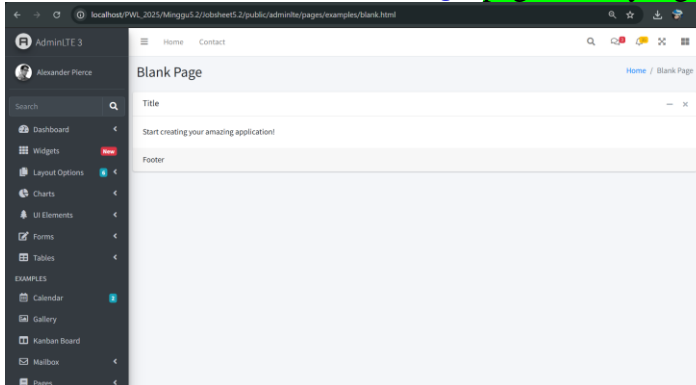 localhost/PWL_2025/Minggu5.2/Jobsheet5.2/public/adminlte/pages/examples/blank.html
AdminLTE 3
Home Contact
Alexander Pierce
Blank Page
Home / Blank Page
Search
Title
Dashboard
Start creating your amazing application!
Widgets New
Footer
Layout Options 6
Charts
UI Elements
Forms
Tables
EXAMPLES
Calendar 2
Gallery
Kanban Board
Mailbox
Pages